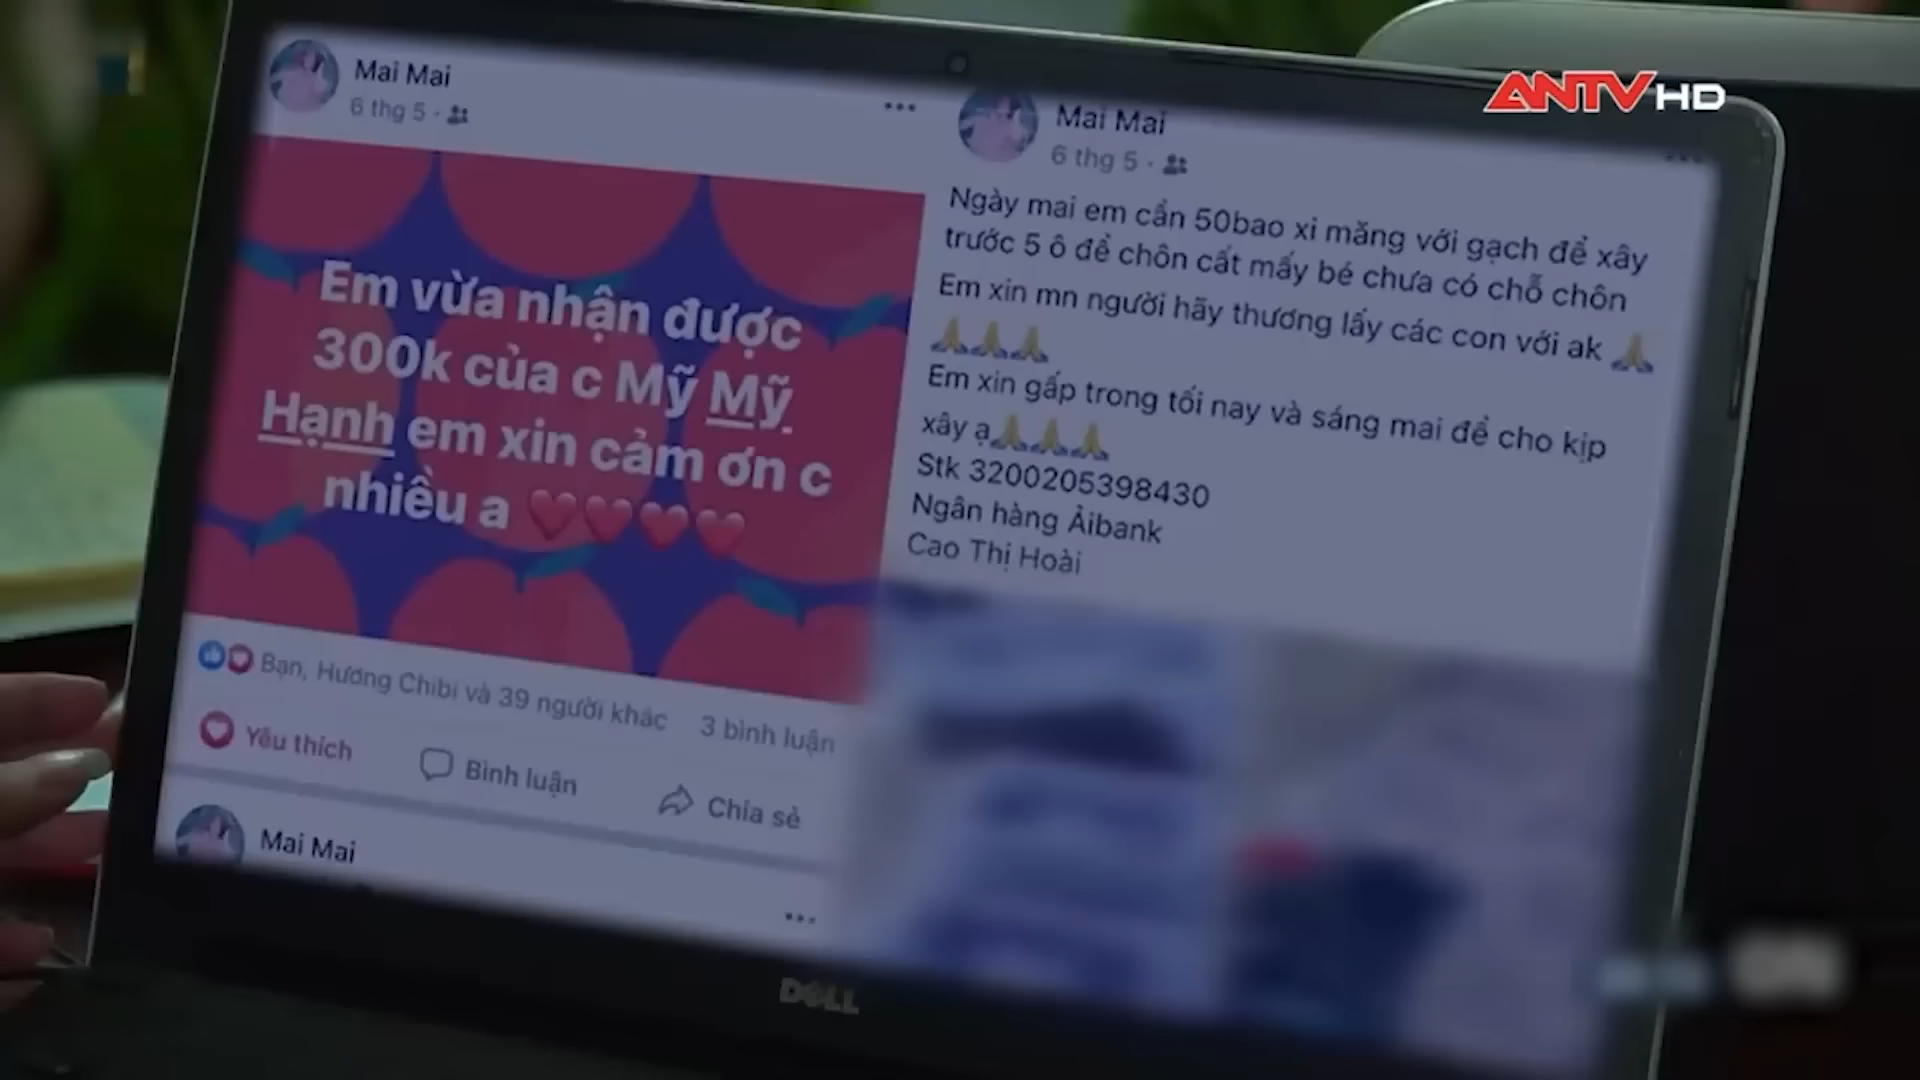 ANTV HD
Mai Mai
6 thg 5
Em vừa nhận được
300k của c Mỹ Mỹ
Hạnh em xin cảm ơn c
nhiều a
Bạn, Hương Chibi và 39 người khác
3 bình luận
Yêu thích
Bình luận
Chia sẻ
Mai Mai
Mai Mai
6 thg 5
Ngày mai em cần 50bao xi măng với gạch để xây
trước 5 ô để chôn cất mấy bé chưa có chỗ chôn
Em xin mn người hãy thương lấy các con với ak 🙏
🙏🙏🙏
Em xin gấp trong tối nay và sáng mai để cho kịp
xây ạ🙏🙏🙏
Stk 3200205398430
Ngân hàng Ảibank
Cao Thị Hoài
DELL